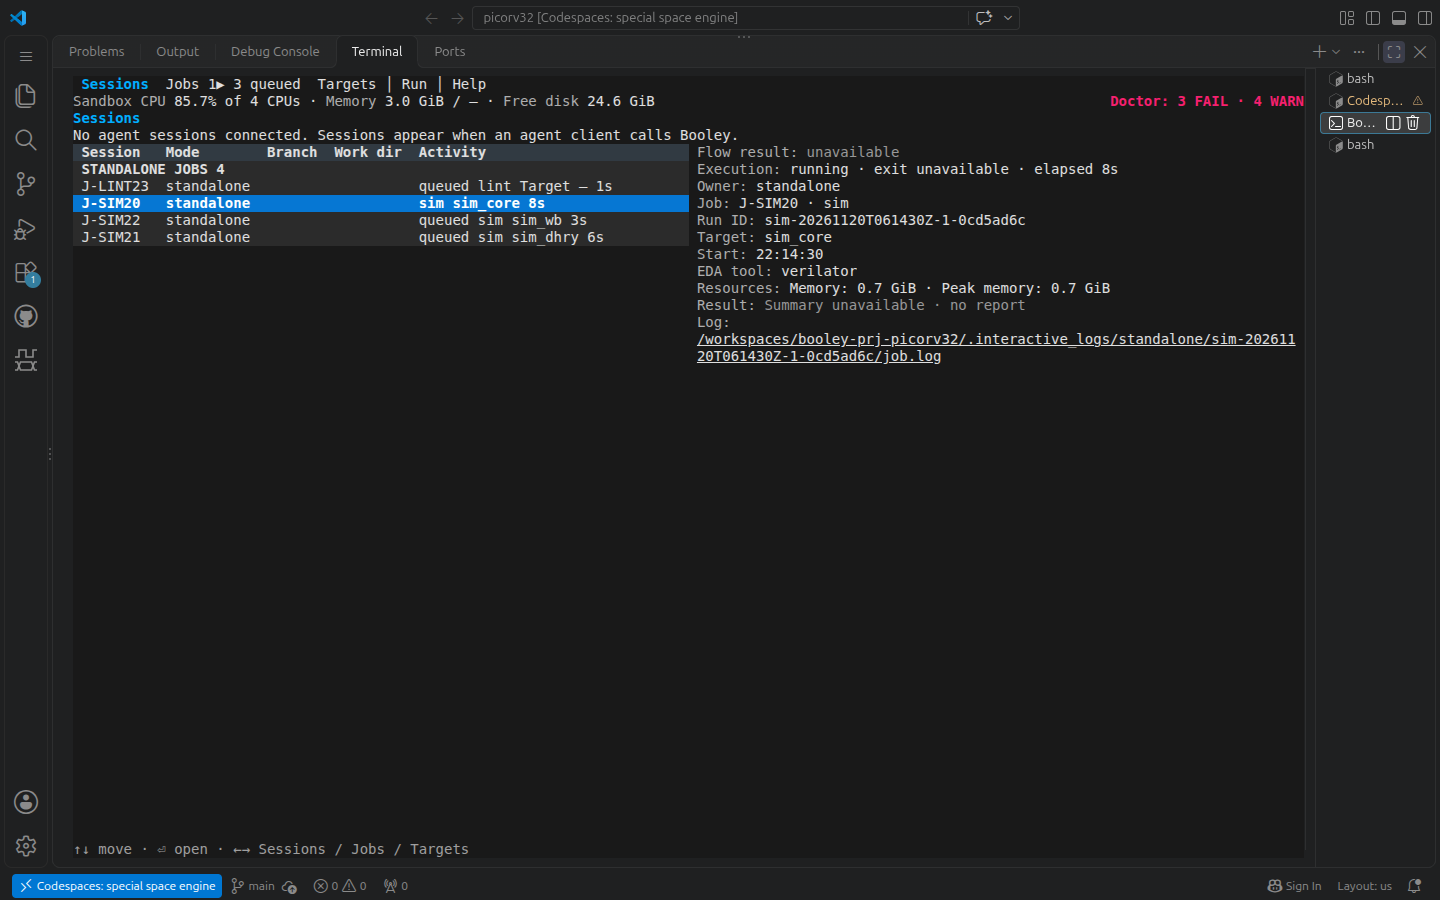 picorv32 [Codespaces: special space engine]
Problems Output Debug Console Terminal Ports
Sessions Jobs 1▶ 3 queued Targets │ Run │ Help
Sandbox CPU 85.7% of 4 CPUs · Memory 3.0 GiB / — · Free disk 24.6 GiB Doctor: 3 FAIL · 4 WARN
Sessions
No agent sessions connected. Sessions appear when an agent client calls Booley.
Session Mode Branch Work dir Activity
STANDALONE JOBS 4
J-LINT23 standalone queued lint Target — 1s
J-SIM20 standalone sim sim_core 8s
J-SIM22 standalone queued sim sim_wb 3s
J-SIM21 standalone queued sim sim_dhry 6s
Flow result: unavailable
Execution: running · exit unavailable · elapsed 8s
Owner: standalone
Job: J-SIM20 · sim
Run ID: sim-20261120T061430Z-1-0cd5ad6c
Target: sim_core
Start: 22:14:30
EDA tool: verilator
Resources: Memory: 0.7 GiB · Peak memory: 0.7 GiB
Result: Summary unavailable · no report
Log:
/workspaces/booley-prj-picorv32/.interactive_logs/standalone/sim-202611
20T061430Z-1-0cd5ad6c/job.log
bash
Codesp...
Bo...
bash
1
↑↓ move · ⏎ open · ←→ Sessions / Jobs / Targets
Codespaces: special space engine main 0 0 0 Sign In Layout: us